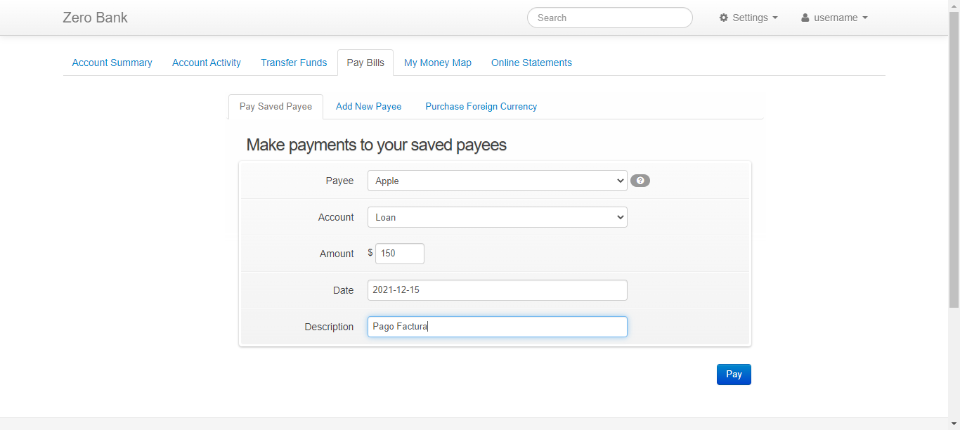 Zero Bank Search Settings username
Account Summary Account Activity Transfer Funds Pay Bills My Money Map Online Statements
Pay Saved Payee Add New Payee Purchase Foreign Currency
Make payments to your saved payees
Payee Apple ?
Account Loan
Amount $ 150
Date 2021-12-15
Description Pago Factura
Pay